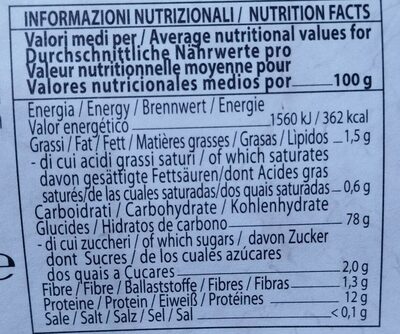 INFORMAZIONI NUTRIZIONALI / NUTRITION FACTS
Valori medi per / Average nutritional values for
Durchschnittliche Nährwerte pro
Valeur nutritionnelle moyenne pour
Valores nutricionales medios por 100 g
Energia / Energy / Brennwert / Energie
Valor energético 1560 kJ / 362 kcal
Grassi / Fat / Fett / Matières grasses / Grasas / Lipidos 1,5 g
- di cui acidi grassi saturi / of which saturates
davon gesättigte Fettsäuren/dont Acides gras
saturés/de las cuales saturadas/dos quais saturadas 0,6 g
Carboidrati / Carbohydrate / Kohlenhydrate
Glucides / Hidratos de carbono 78 g
- di cui zuccheri / of which sugars / davon Zucker
dont Sucres / de los cuales azúcares
dos quais a Çucares 2,0 g
Fibre / Fibre / Ballaststoffe / Fibres / Fibras 1,3 g
Proteine / Protein / Eiweiß / Protéines 12 g
Sale / Salt / Salz / Sel / Sal < 0,1 g
e